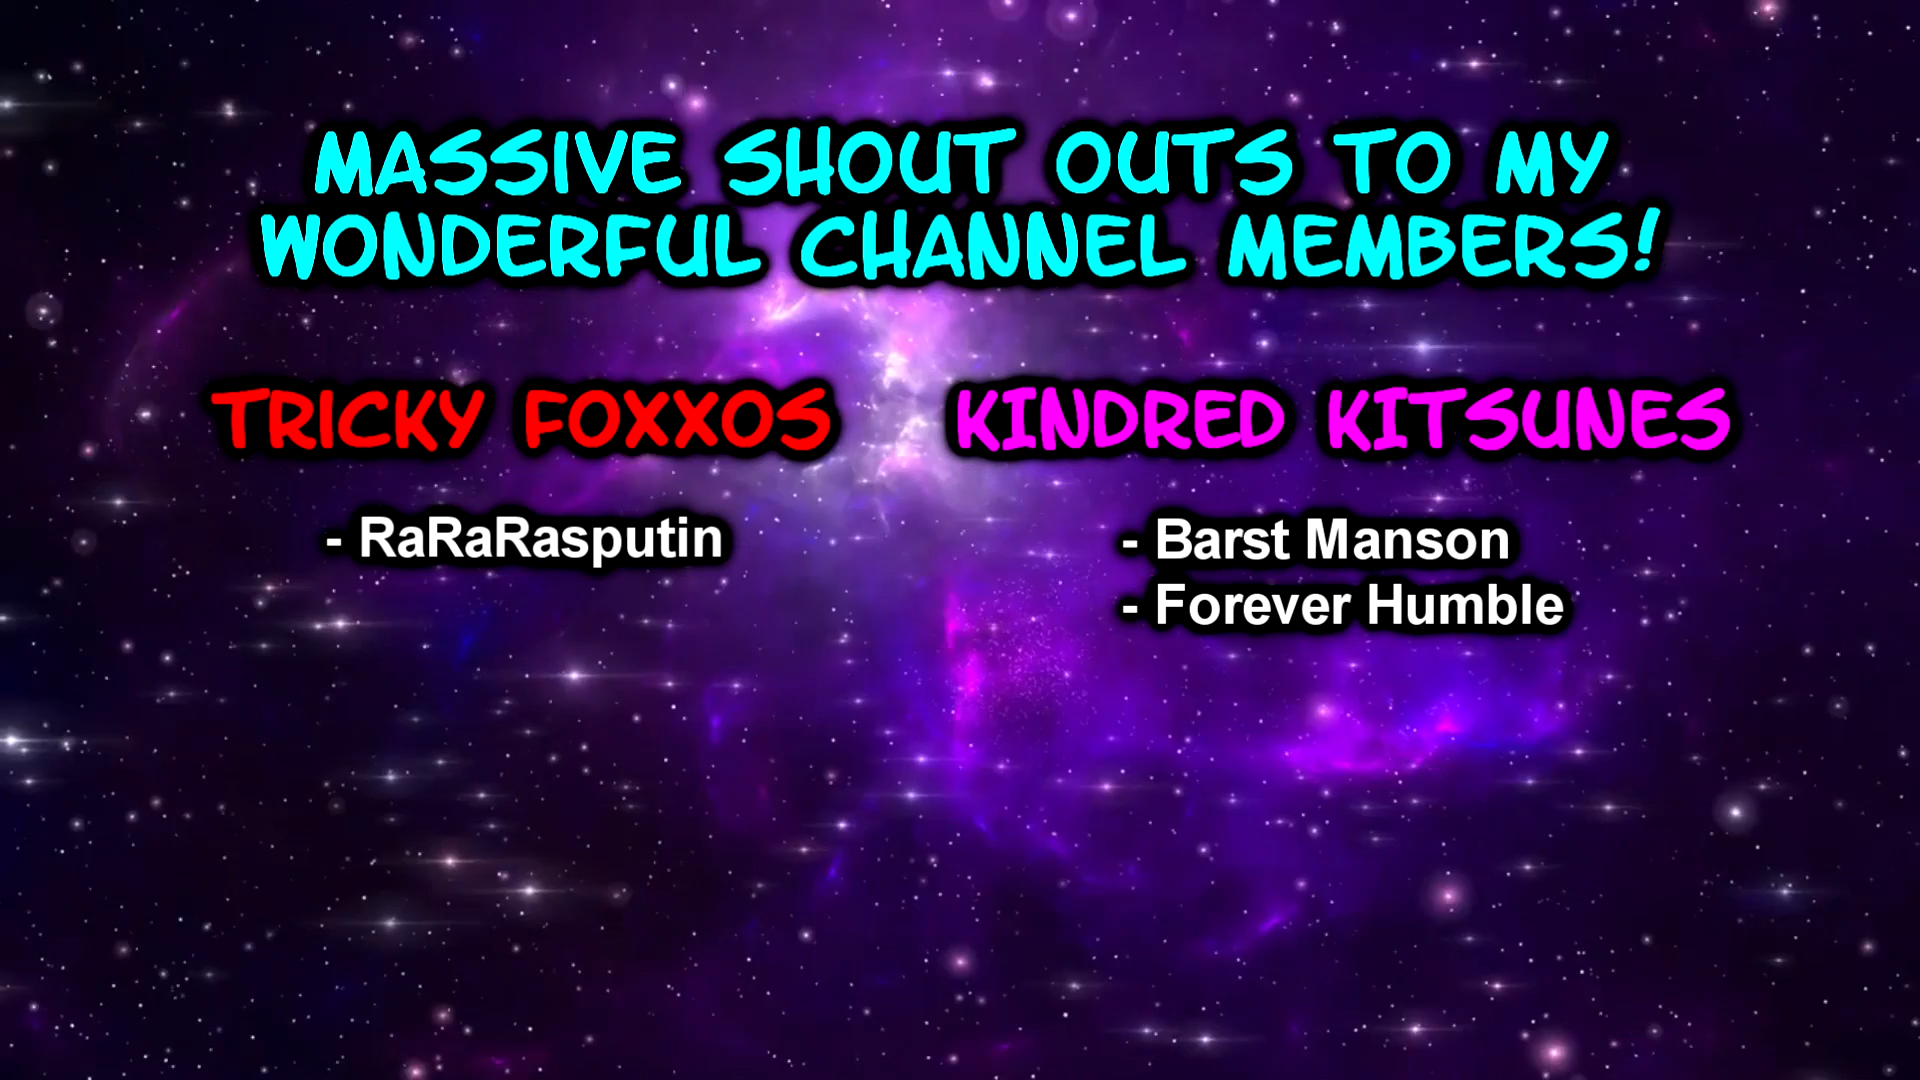 MASSIVE SHOUT OUTS TO MY
WONDERFUL CHANNEL MEMBERS!
TRICKY FOXXOS
- RaRaRasputin
KINDRED KITSUNES
- Barst Manson
- Forever Humble